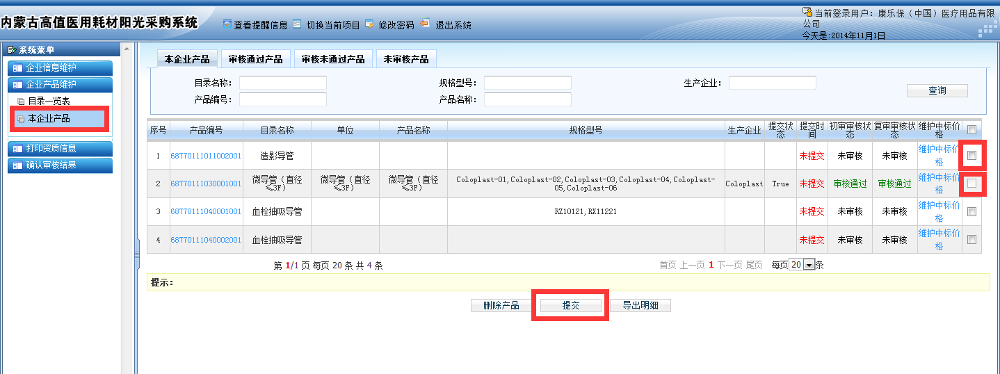 内蒙古高值医用耗材阳光采购系统
查看提醒信息 切换当前项目 修改密码 退出系统
当前登录用户：康乐保（中国）医疗用品有限
公司
今天是:2014年11月1日
系统菜单
企业信息维护
企业产品维护
目录一览表
本企业产品
打印资质信息
确认审核结果
本企业产品 审核通过产品 审核未通过产品 未审核产品
目录名称： 规格型号： 生产企业：
产品编号： 产品名称：
查询
序号 产品编号 目录名称 单位 产品名称 规格型号 生产企业 提交状态 提交时间 初审审核状态 复审审核状态 维护中标价格
1 68770111011002001 造影导管 未提交 未审核 未审核 维护中标价格
2 68770111030001001 微导管（直径≤3F） 微导管（直径≤3F） 微导管（直径≤3F） Coloplast-01,Coloplast-02,Coloplast-03,Coloplast-04,Coloplast-05,Coloplast-06 Coloplast True 未提交 审核通过 审核通过 维护中标价格
3 68770111040001001 血栓抽吸导管 RZ10121,RX11221 未提交 未审核 未审核 维护中标价格
4 68770111040002001 血栓抽吸导管 未提交 未审核 未审核 维护中标价格
第 1/1 页 每页 20 条 共 4 条
首页 上一页 1 下一页 尾页 每页 20 条
提示：
删除产品 提交 导出明细